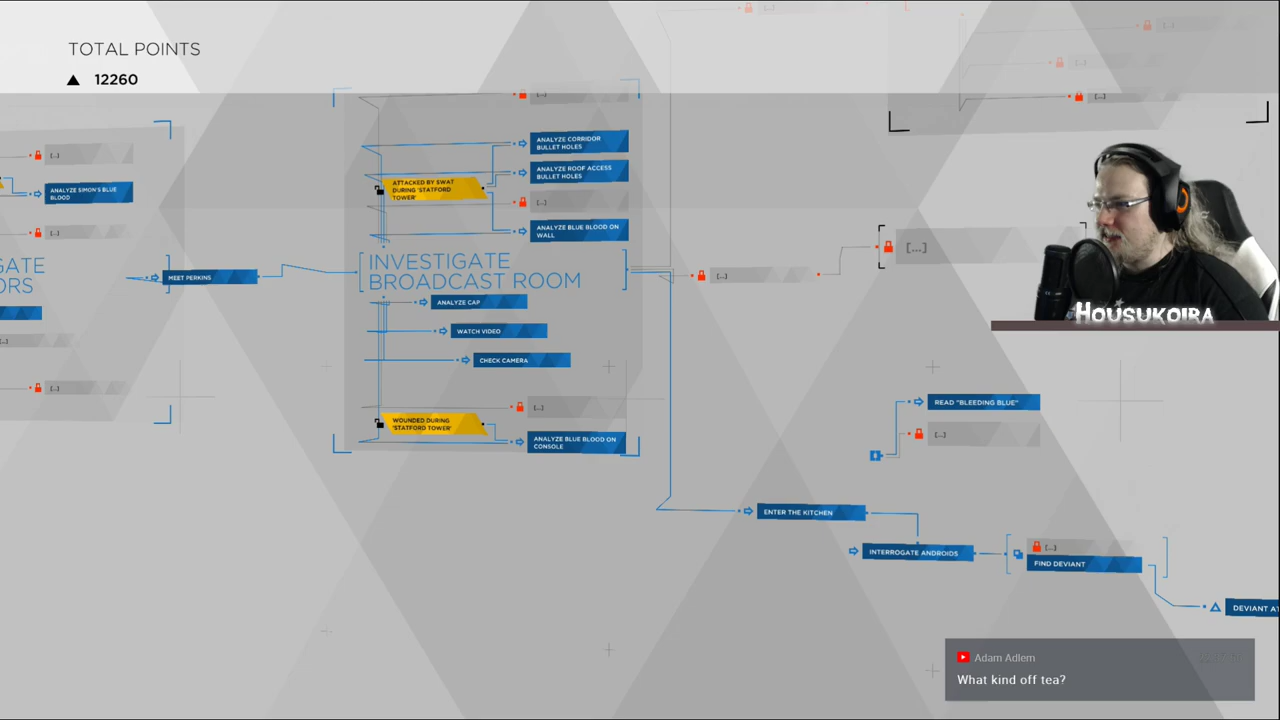 TOTAL POINTS
12260
[...]
[...]
[...]
[...]
[...]
[...]
ANALYZE CORRIDOR
BULLET HOLES
[...]
ANALYZE SIMON'S BLUE
BLOOD
ATTACKED BY SWAT
DURING 'STATFORD
TOWER'
ANALYZE ROOF ACCESS
BULLET HOLES
[...]
ANALYZE BLUE BLOOD ON
WALL
[...]
GATE
ORS
MEET PERKINS
INVESTIGATE
BROADCAST ROOM
[...]
[...]
ANALYZE CAP
WATCH VIDEO
CHECK CAMERA
[...]
[...]
WOUNDED DURING
'STATFORD TOWER'
ANALYZE BLUE BLOOD ON
CONSOLE
HOUSUKOIRA
READ "BLEEDING BLUE"
[...]
ENTER THE KITCHEN
INTERROGATE ANDROIDS
[...]
FIND DEVIANT
DEVIANT AT
Adam Adlem
What kind off tea?